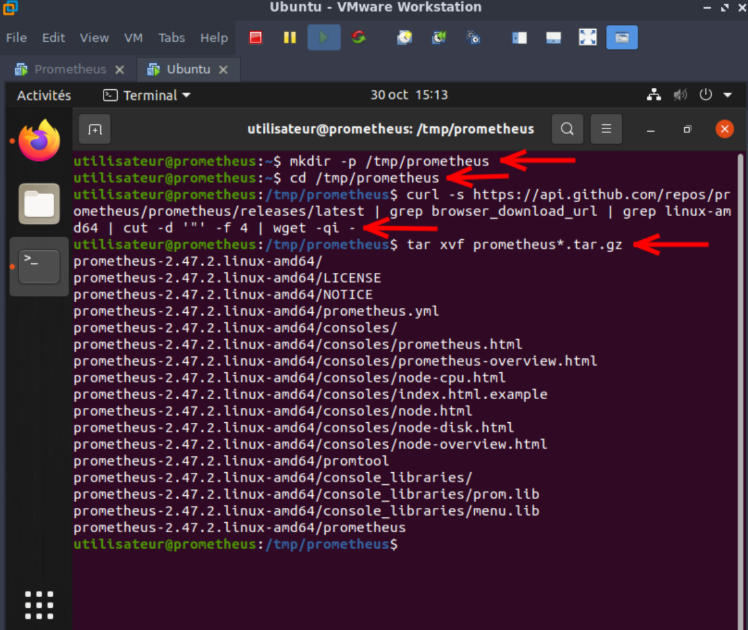 Ubuntu - VMware Workstation
File Edit View VM Tabs Help
Prometheus Ubuntu
Activités Terminal 30 oct 15:13
utilisateur@prometheus: /tmp/prometheus
utilisateur@prometheus:~$ mkdir -p /tmp/prometheus
utilisateur@prometheus:~$ cd /tmp/prometheus
utilisateur@prometheus:/tmp/prometheus$ curl -s https://api.github.com/repos/pr
ometheus/prometheus/releases/latest | grep browser_download_url | grep linux-am
d64 | cut -d '"' -f 4 | wget -qi -
utilisateur@prometheus:/tmp/prometheus$ tar xvf prometheus*.tar.gz
prometheus-2.47.2.linux-amd64/
prometheus-2.47.2.linux-amd64/LICENSE
prometheus-2.47.2.linux-amd64/NOTICE
prometheus-2.47.2.linux-amd64/prometheus.yml
prometheus-2.47.2.linux-amd64/consoles/
prometheus-2.47.2.linux-amd64/consoles/prometheus.html
prometheus-2.47.2.linux-amd64/consoles/prometheus-overview.html
prometheus-2.47.2.linux-amd64/consoles/node-cpu.html
prometheus-2.47.2.linux-amd64/consoles/index.html.example
prometheus-2.47.2.linux-amd64/consoles/node.html
prometheus-2.47.2.linux-amd64/consoles/node-disk.html
prometheus-2.47.2.linux-amd64/consoles/node-overview.html
prometheus-2.47.2.linux-amd64/promtool
prometheus-2.47.2.linux-amd64/console_libraries/
prometheus-2.47.2.linux-amd64/console_libraries/prom.lib
prometheus-2.47.2.linux-amd64/console_libraries/menu.lib
prometheus-2.47.2.linux-amd64/prometheus
utilisateur@prometheus:/tmp/prometheus$